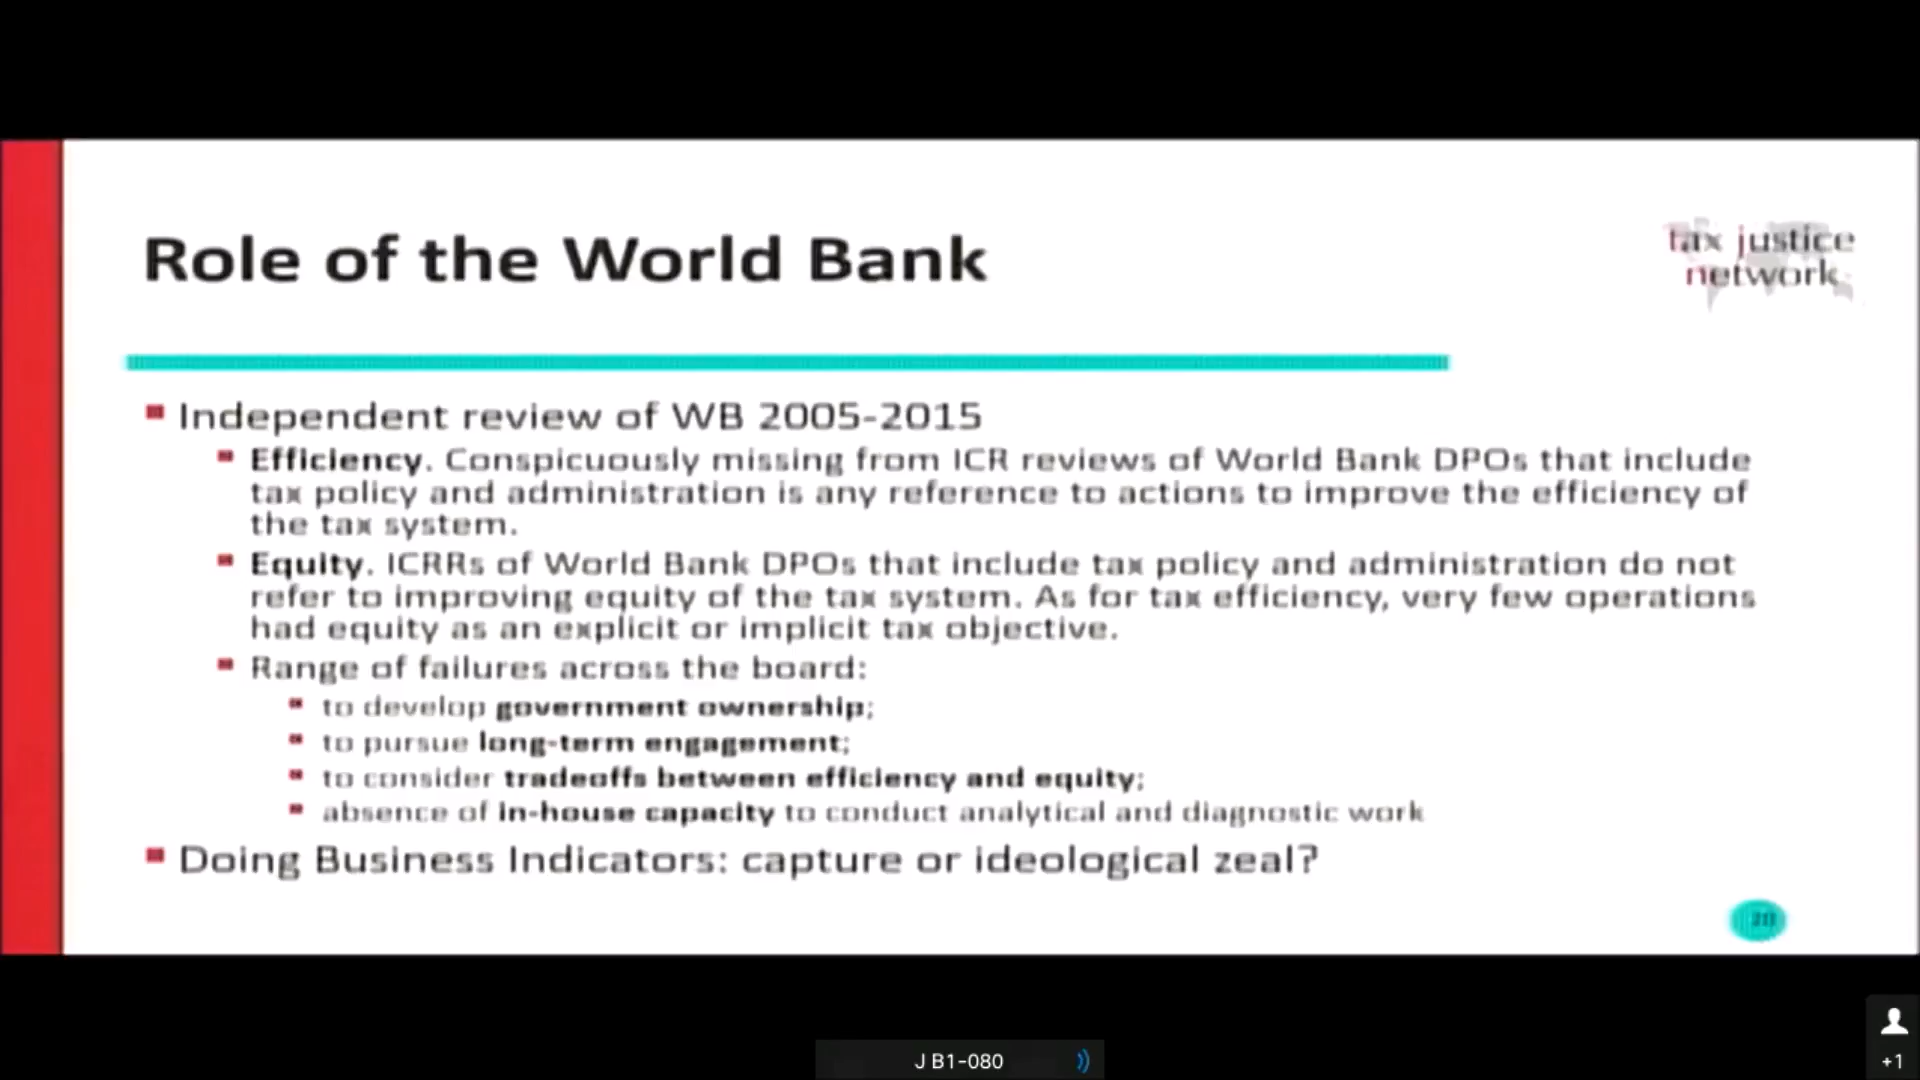 Role of the World Bank
tax justice
network
Independent review of WB 2005-2015
Efficiency. Conspicuously missing from ICR reviews of World Bank DPOs that include
tax policy and administration is any reference to actions to improve the efficiency of
the tax system.
Equity. ICRRs of World Bank DPOs that include tax policy and administration do not
refer to improving equity of the tax system. As for tax efficiency, very few operations
had equity as an explicit or implicit tax objective.
Range of failures across the board:
to develop government ownership;
to pursue long-term engagement;
to consider tradeoffs between efficiency and equity;
absence of in-house capacity to conduct analytical and diagnostic work
Doing Business Indicators: capture or ideological zeal?
J B1-080
+1